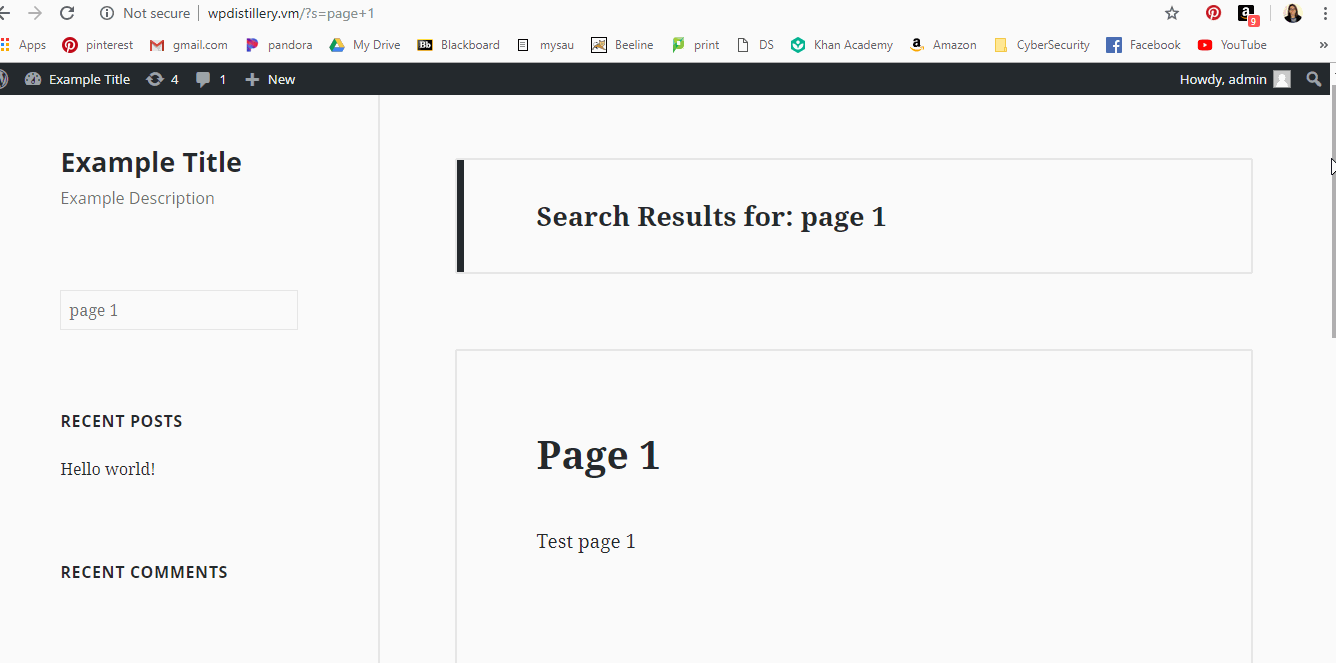 Not secure | wpdistillery.vm/?s=page+1
9
Apps pinterest gmail.com pandora My Drive Bb Blackboard mysau Beeline print DS Khan Academy Amazon CyberSecurity Facebook YouTube »
Example Title 4 1 + New Howdy, admin
Example Title
Example Description
page 1
RECENT POSTS
Hello world!
RECENT COMMENTS
Search Results for: page 1
Page 1
Test page 1